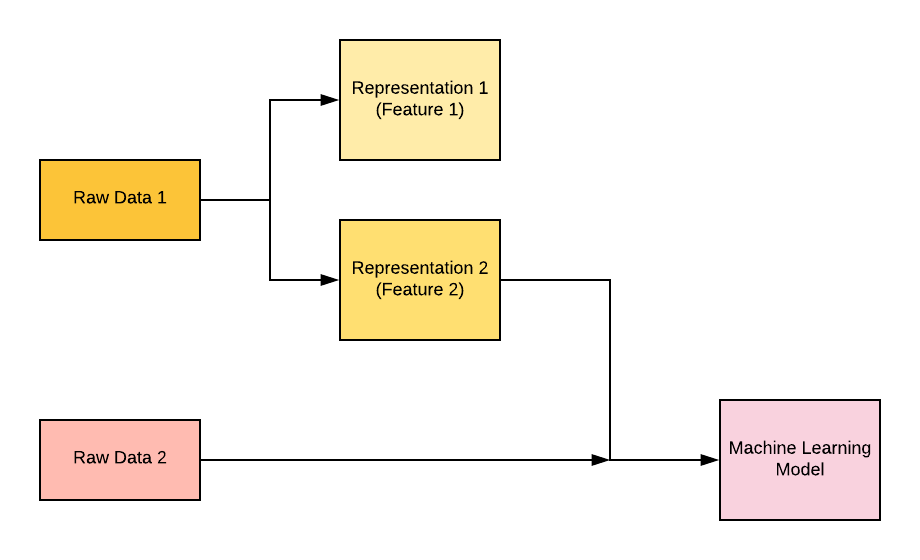 Representation 1
(Feature 1)
Raw Data 1
Representation 2
(Feature 2)
Raw Data 2
Machine Learning
Model